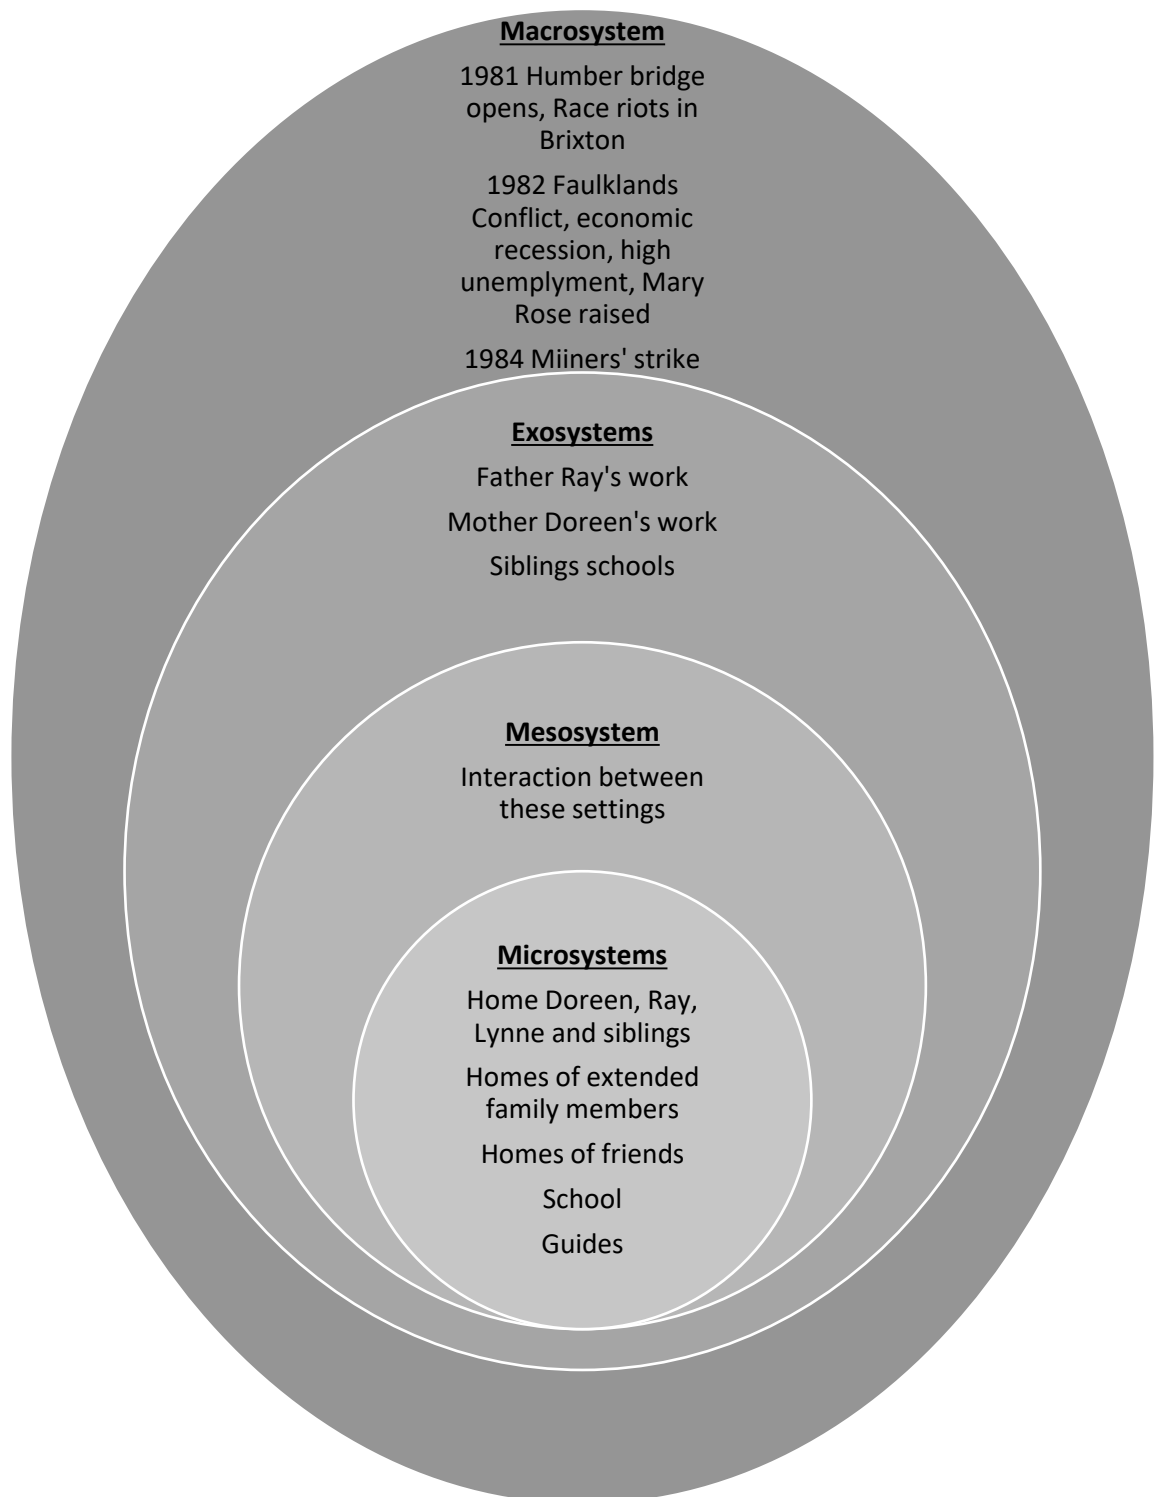 Macrosystem
1981 Humber bridge
opens, Race riots in
Brixton
1982 Faulklands
Conflict, economic
recession, high
unemplyment, Mary
Rose raised
1984 Miiners' strike
Exosystems
Father Ray's work
Mother Doreen's work
Siblings schools
Mesosystem
Interaction between
these settings
Microsystems
Home Doreen, Ray,
Lynne and siblings
Homes of extended
family members
Homes of friends
School
Guides